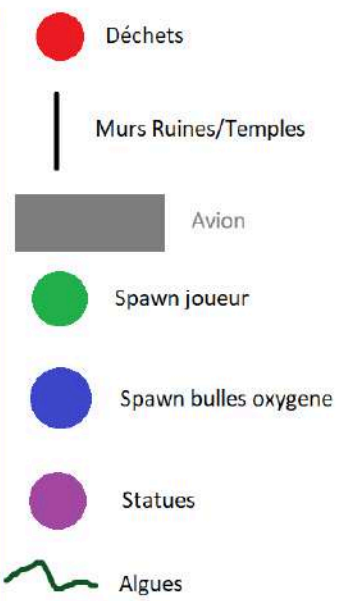 Déchets
Murs Ruines/Temples
Avion
Spawn joueur
Spawn bulles oxygene
Statues
Algues